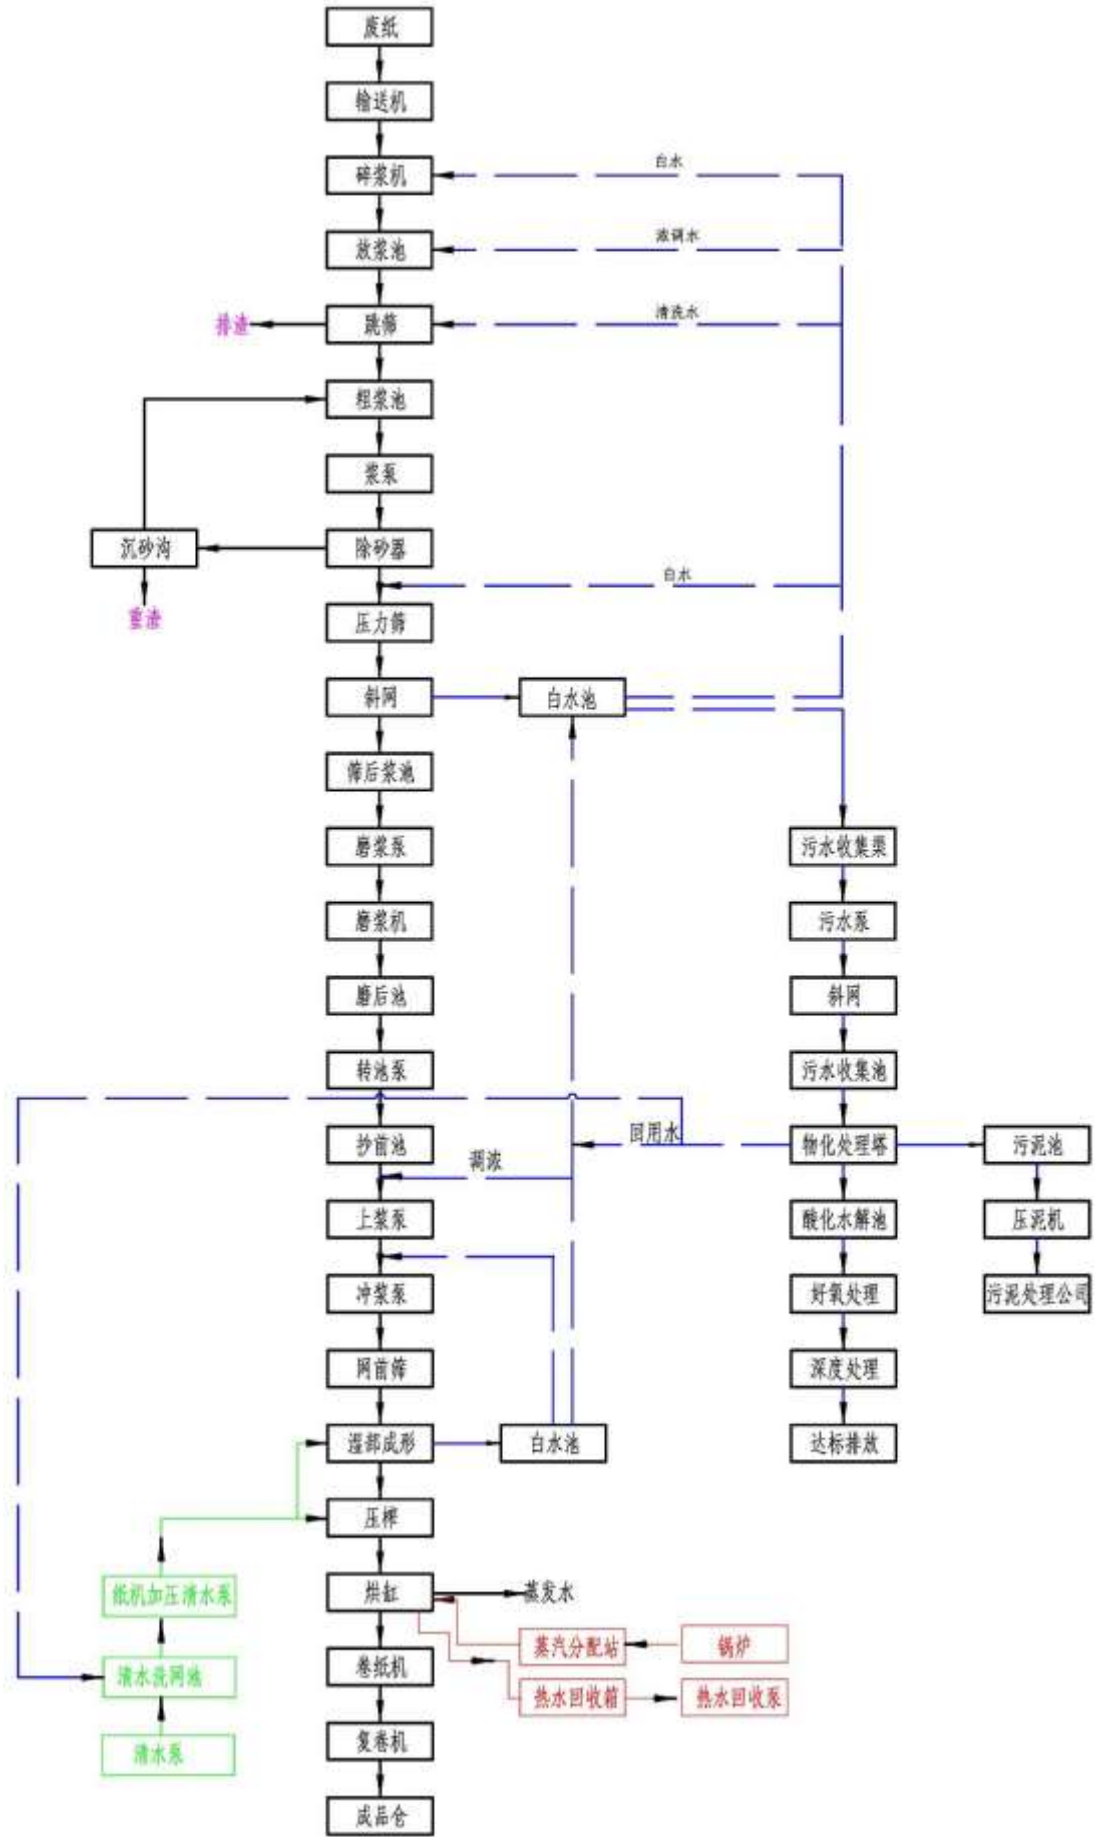 废纸
输送机
碎浆机
白水
放浆池
浓调水
排渣
跳筛
清洗水
粗浆池
浆泵
沉砂沟
除砂器
白水
重渣
压力筛
斜网
白水池
筛后浆池
磨浆泵
污水收集渠
磨浆机
污水泵
磨后池
斜网
转池泵
污水收集池
抄前池
回用水
物化处理塔
污泥池
调浓
上浆泵
酸化水解池
压泥机
冲浆泵
好氧处理
污泥处理公司
网前筛
深度处理
湿部成形
白水池
达标排放
压榨
纸机加压清水泵
烘缸
蒸发水
蒸汽分配站
锅炉
清水洗网池
卷纸机
热水回收箱
热水回收泵
清水泵
复卷机
成品仓